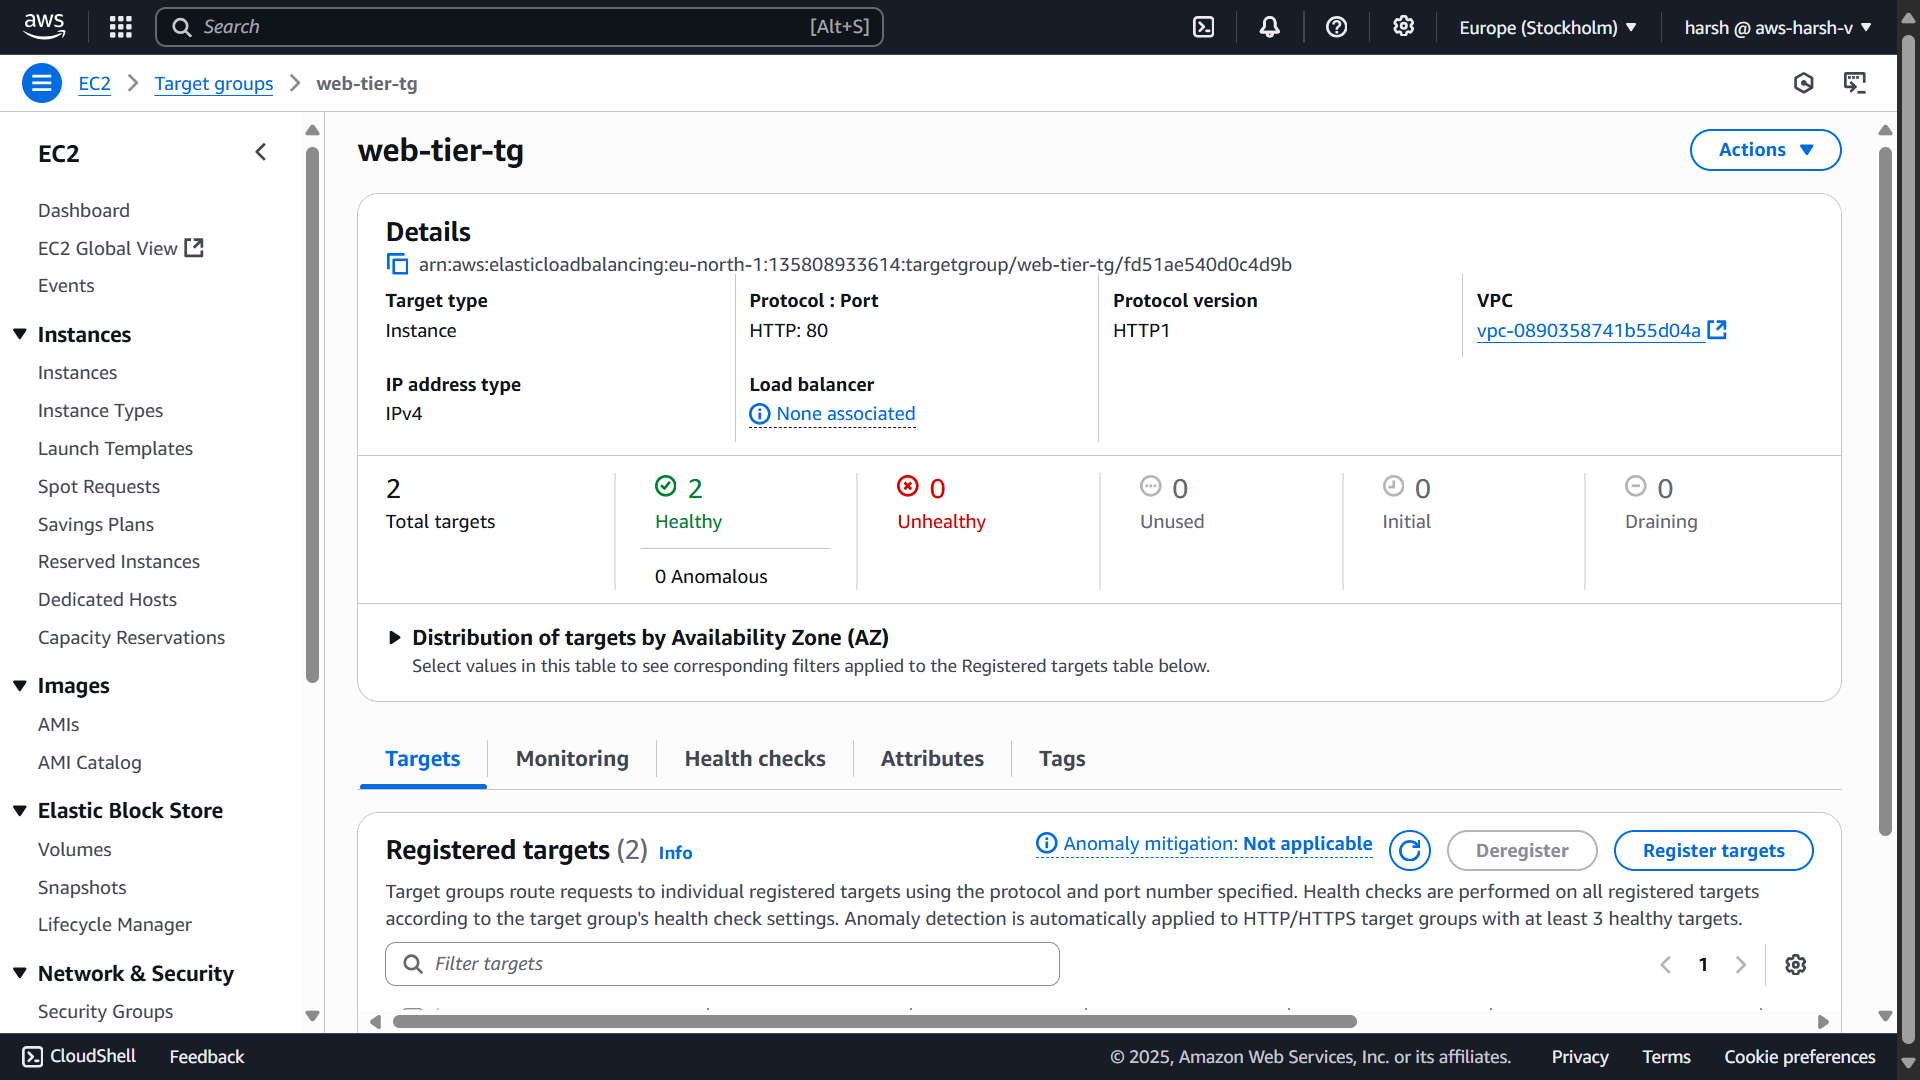 aws
Search
[Alt+S]
Europe (Stockholm)
harsh @ aws-harsh-v
EC2
Target groups
web-tier-tg
EC2
Dashboard
EC2 Global View
Events
Instances
Instances
Instance Types
Launch Templates
Spot Requests
Savings Plans
Reserved Instances
Dedicated Hosts
Capacity Reservations
Images
AMIs
AMI Catalog
Elastic Block Store
Volumes
Snapshots
Lifecycle Manager
Network & Security
Security Groups
web-tier-tg
Actions
Details
arn:aws:elasticloadbalancing:eu-north-1:135808933614:targetgroup/web-tier-tg/fd51ae540d0c4d9b
Target type
Instance
Protocol : Port
HTTP: 80
Protocol version
HTTP1
VPC
vpc-0890358741b55d04a
IP address type
IPv4
Load balancer
None associated
2
Total targets
2
Healthy
0 Anomalous
0
Unhealthy
0
Unused
0
Initial
0
Draining
Distribution of targets by Availability Zone (AZ)
Select values in this table to see corresponding filters applied to the Registered targets table below.
Targets
Monitoring
Health checks
Attributes
Tags
Registered targets (2) Info
Anomaly mitigation: Not applicable
Deregister
Register targets
Target groups route requests to individual registered targets using the protocol and port number specified. Health checks are performed on all registered targets
according to the target group's health check settings. Anomaly detection is automatically applied to HTTP/HTTPS target groups with at least 3 healthy targets.
Filter targets
1
CloudShell
Feedback
© 2025, Amazon Web Services, Inc. or its affiliates.
Privacy
Terms
Cookie preferences